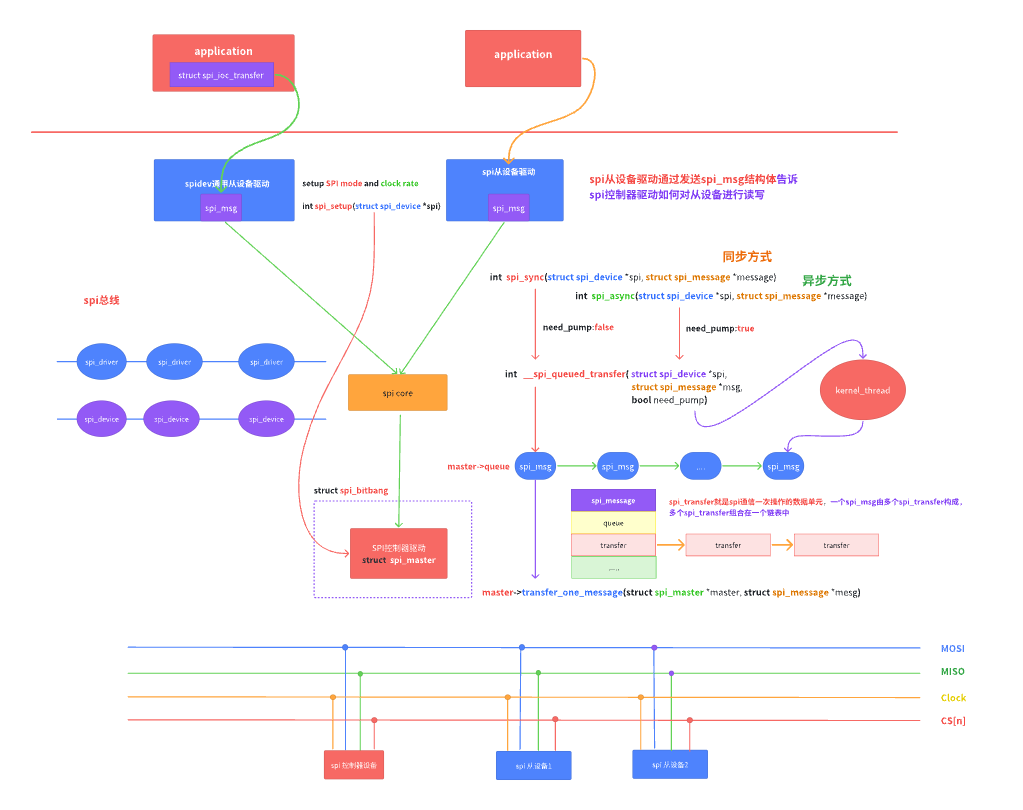 application
struct spi_ioc_transfer
application
spidev通用从设备驱动
spi_msg
setup SPI mode and clock rate
int spi_setup(struct spi_device *spi)
spi从设备驱动
spi_msg
spi从设备驱动通过发送spi_msg结构体告诉
spi控制器驱动如何对从设备进行读写
同步方式
int spi_sync(struct spi_device *spi, struct spi_message *message)
异步方式
int spi_async(struct spi_device *spi, struct spi_message *message)
need_pump:false
need_pump:true
spi总线
spi_driver
spi_driver
spi_driver
spi_device
spi_device
spi_device
spi core
int __spi_queued_transfer( struct spi_device *spi,
struct spi_message *msg,
bool need_pump)
kernel_thread
master->queue
spi_msg
spi_msg
....
spi_msg
struct spi_bitbang
SPI控制器驱动
struct spi_master
spi_message
queue
transfer
transfer
transfer
......
spi_transfer就是spi通信一次操作的数据单元，一个spi_msg由多个spi_transfer构成，
多个spi_transfer组合在一个链表中
master->transfer_one_message(struct spi_master *master, struct spi_message *mesg)
MOSI
MISO
Clock
CS[n]
spi 控制器设备
spi 从设备1
spi 从设备2